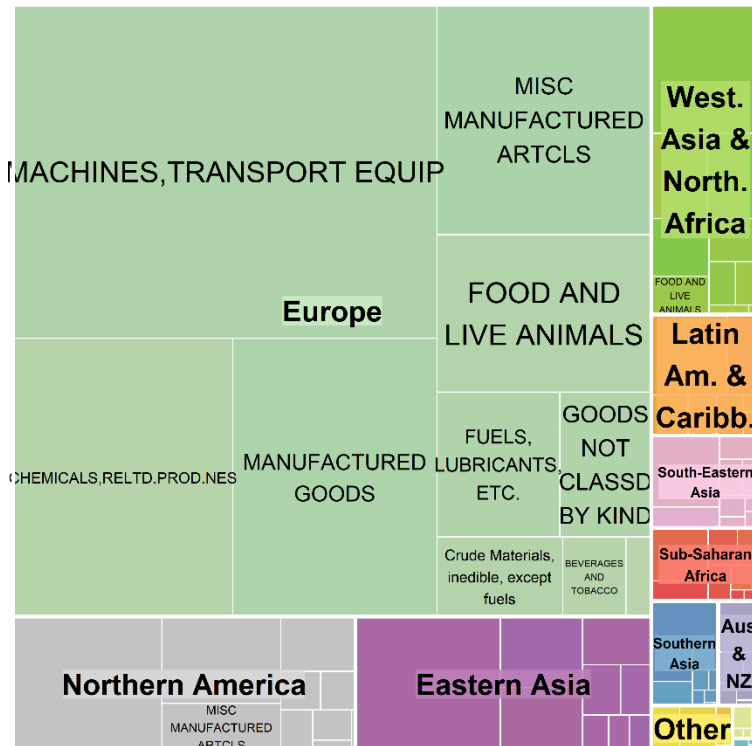 MACHINES,TRANSPORT EQUIP
Europe
MISC
MANUFACTURED
ARTCLS
FOOD AND
LIVE ANIMALS
CHEMICALS,RELTD.PROD.NES
MANUFACTURED
GOODS
FUELS,
LUBRICANTS,
ETC.
GOODS
NOT
CLASSD
BY KIND
Crude Materials,
inedible, except
fuels
BEVERAGES
AND
TOBACCO
West.
Asia &
North.
Africa
FOOD AND
LIVE
ANIMALS
Latin
Am. &
Caribb.
South-Eastern
Asia
Sub-Saharan
Africa
Southern
Asia
Aus
&
NZ
Other
Northern America
MISC
MANUFACTURED
ARTCLS
Eastern Asia